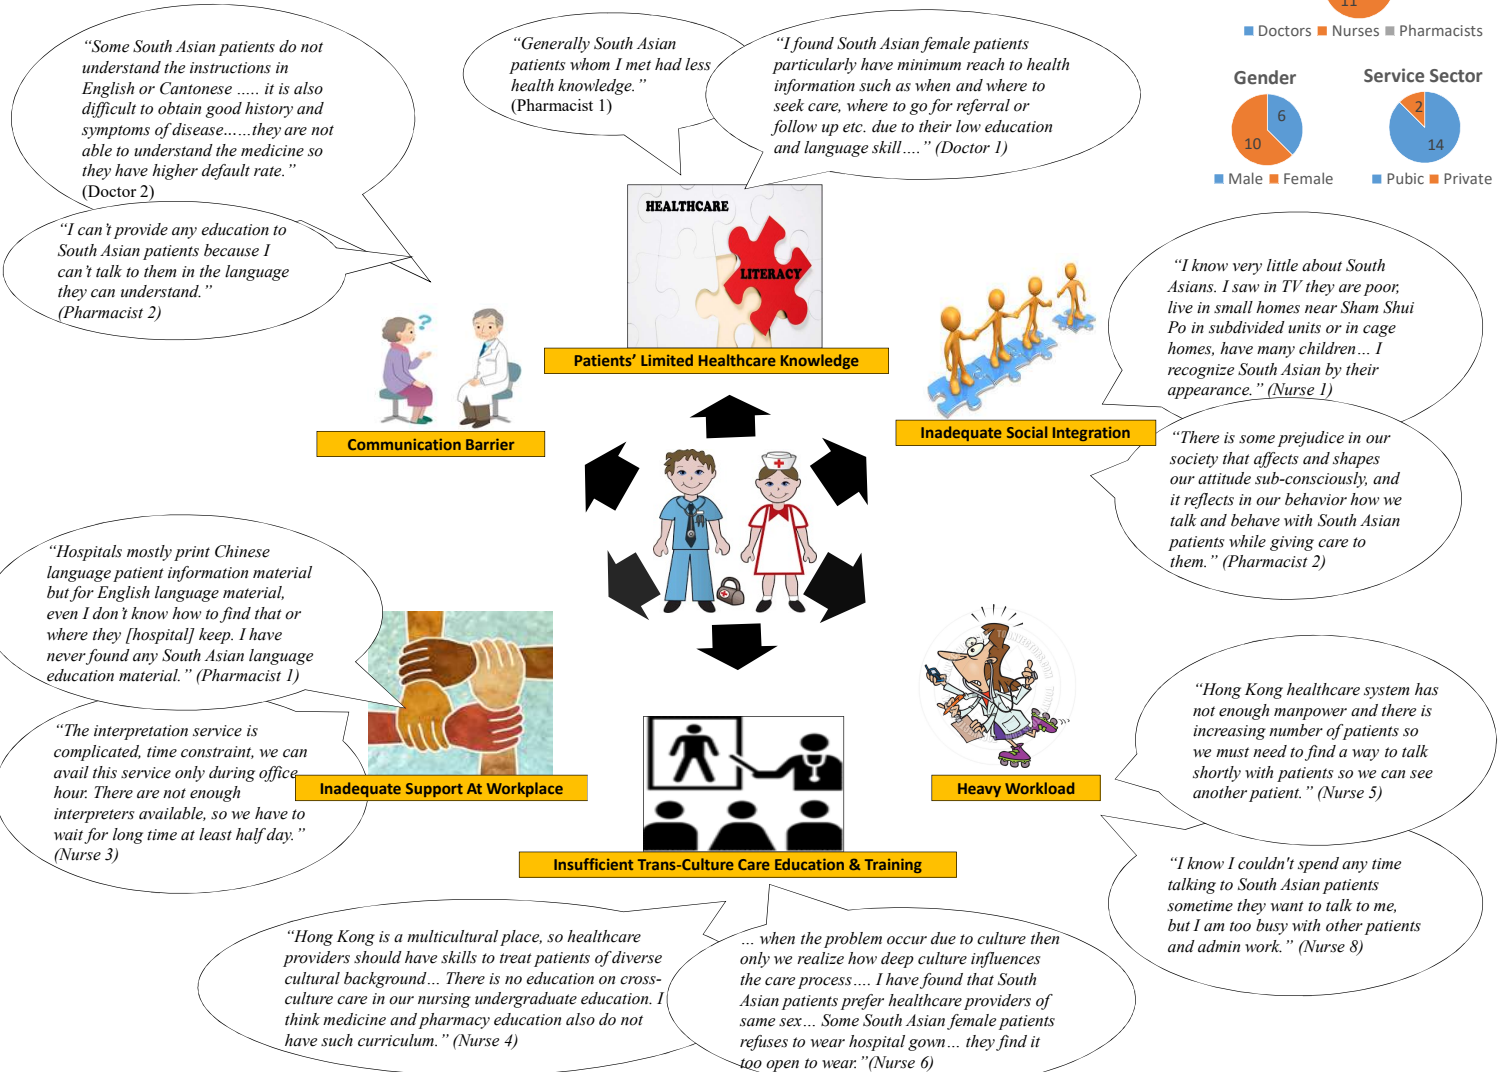 11
Doctors Nurses Pharmacists
Gender
6
10
Male Female
Service Sector
2
14
Pubic Private
“Some South Asian patients do not
understand the instructions in
English or Cantonese ….. it is also
difficult to obtain good history and
symptoms of disease……they are not
able to understand the medicine so
they have higher default rate.”
(Doctor 2)
“I can’t provide any education to
South Asian patients because I
can’t talk to them in the language
they can understand.”
(Pharmacist 2)
Communication Barrier
“Generally South Asian
patients whom I met had less
health knowledge.”
(Pharmacist 1)
“I found South Asian female patients
particularly have minimum reach to health
information such as when and where to
seek care, where to go for referral or
follow up etc. due to their low education
and language skill….” (Doctor 1)
HEALTHCARE
LITERACY
Patients’ Limited Healthcare Knowledge
“I know very little about South
Asians. I saw in TV they are poor,
live in small homes near Sham Shui
Po in subdivided units or in cage
homes, have many children… I
recognize South Asian by their
appearance.” (Nurse 1)
Inadequate Social Integration
“There is some prejudice in our
society that affects and shapes
our attitude sub-consciously, and
it reflects in our behavior how we
talk and behave with South Asian
patients while giving care to
them.” (Pharmacist 2)
“Hospitals mostly print Chinese
language patient information material
but for English language material,
even I don’t know how to find that or
where they [hospital] keep. I have
never found any South Asian language
education material.” (Pharmacist 1)
“The interpretation service is
complicated, time constraint, we can
avail this service only during office
hour. There are not enough
interpreters available, so we have to
wait for long time at least half day.”
(Nurse 3)
Inadequate Support At Workplace
Heavy Workload
“Hong Kong healthcare system has
not enough manpower and there is
increasing number of patients so
we must need to find a way to talk
shortly with patients so we can see
another patient.” (Nurse 5)
“I know I couldn't spend any time
talking to South Asian patients
sometime they want to talk to me,
but I am too busy with other patients
and admin work.” (Nurse 8)
Insufficient Trans-Culture Care Education & Training
“Hong Kong is a multicultural place, so healthcare
providers should have skills to treat patients of diverse
cultural background… There is no education on cross-
culture care in our nursing undergraduate education. I
think medicine and pharmacy education also do not
have such curriculum.” (Nurse 4)
… when the problem occur due to culture then
only we realize how deep culture influences
the care process…. I have found that South
Asian patients prefer healthcare providers of
same sex… Some South Asian female patients
refuses to wear hospital gown… they find it
too open to wear.”(Nurse 6)